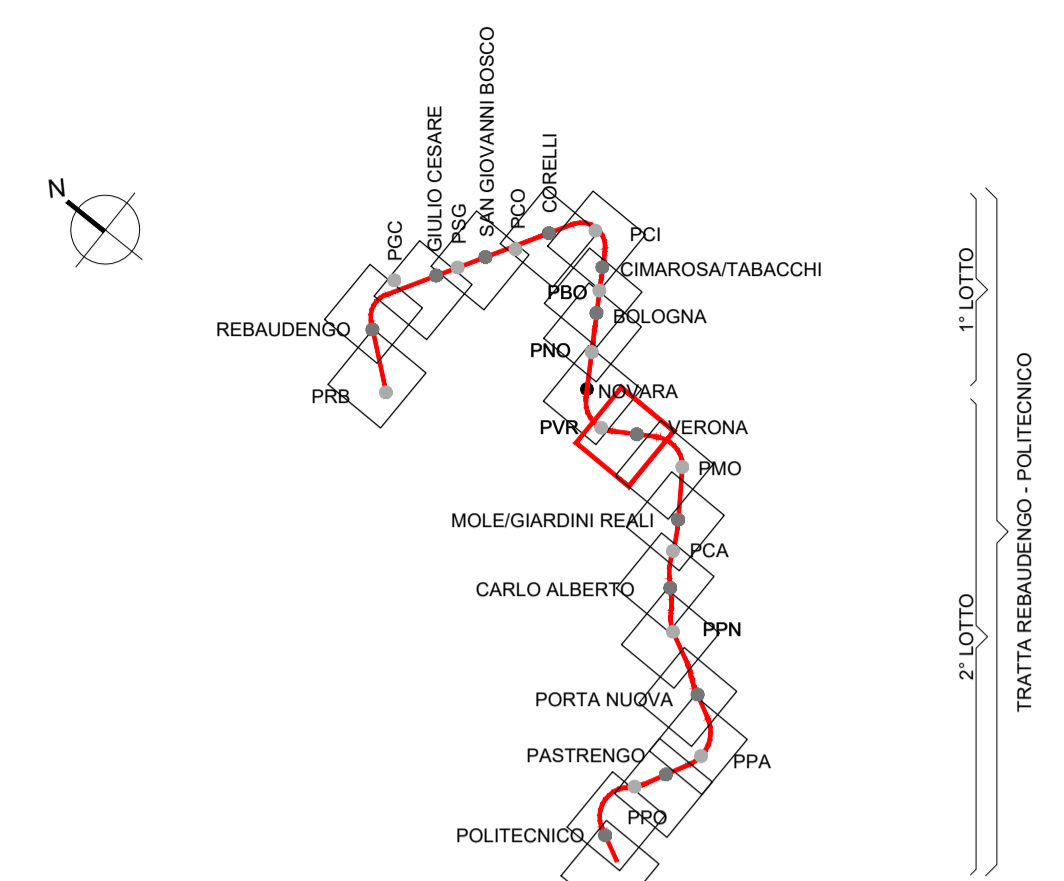 N
PGC
GIULIO CESARE
PSG
SAN GIOVANNI BOSCO
PCO
CORELLI
PCI
CIMAROSA/TABACCHI
PBO
BOLOGNA
REBAUDENGO
PNO
PRB
NOVARA
PVR
VERONA
PMO
MOLE/GIARDINI REALI
PCA
CARLO ALBERTO
PPN
PORTA NUOVA
PASTRENGO
PPA
PPO
POLITECNICO
1° LOTTO
2° LOTTO
TRATTA REBAUDENGO - POLITECNICO